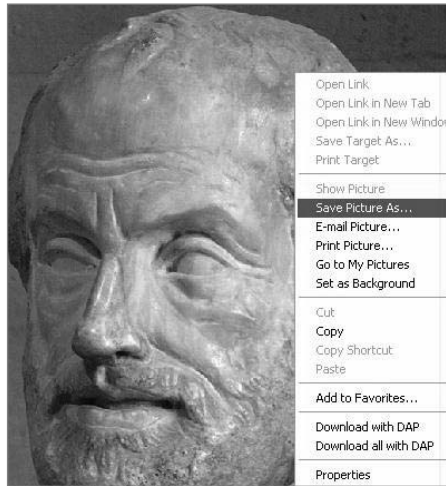 Open Link
Open Link in New Tab
Open Link in New Window
Save Target As...
Print Target
Show Picture
Save Picture As...
E-mail Picture...
Print Picture...
Go to My Pictures
Set as Background
Cut
Copy
Copy Shortcut
Paste
Add to Favorites...
Download with DAP
Download all with DAP
Properties